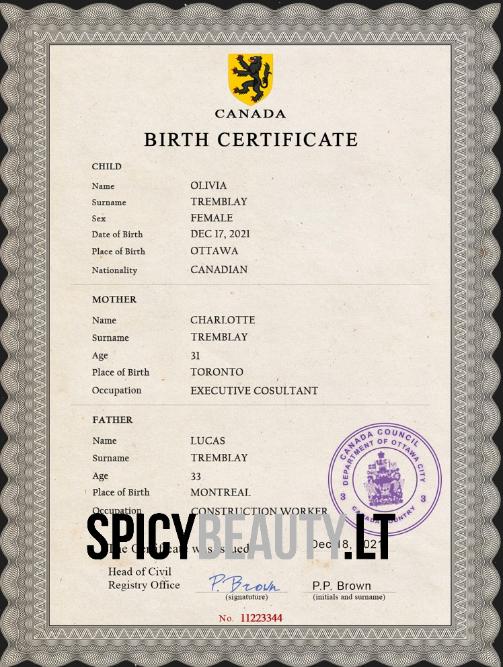 CANADA
BIRTH CERTIFICATE
CHILD
Name OLIVIA
Surname TREMBLAY
Sex FEMALE
Date of Birth DEC 17, 2021
Place of Birth OTTAWA
Nationality CANADIAN
MOTHER
Name CHARLOTTE
Surname TREMBLAY
Age 31
Place of Birth TORONTO
Occupation EXECUTIVE COSULTANT
FATHER
Name LUCAS
Surname TREMBLAY
Age 33
Place of Birth MONTREAL
Occupation CONSTRUCTION WORKER
CANADA COUNCIL
DEPARTMENT OF OTTAWA CITY
3 3
COUNTRY
SPICYBEAUTY.LT
The Certificate was issued Dec 18, 2021
Head of Civil
Registry Office P. Brown P.P. Brown
(signatoture) (initials and surname)
No. 11223344